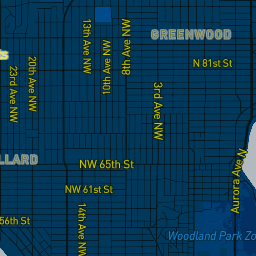 GREENWOOD
N 81st St
23rd Ave NW
20th Ave NW
13th Ave NW
10th Ave NW
8th Ave NW
3rd Ave NW
LLARD
NW 65th St
NW 61st St
56th St
14th Ave NW
Aurora Ave N
Woodland Park Zo